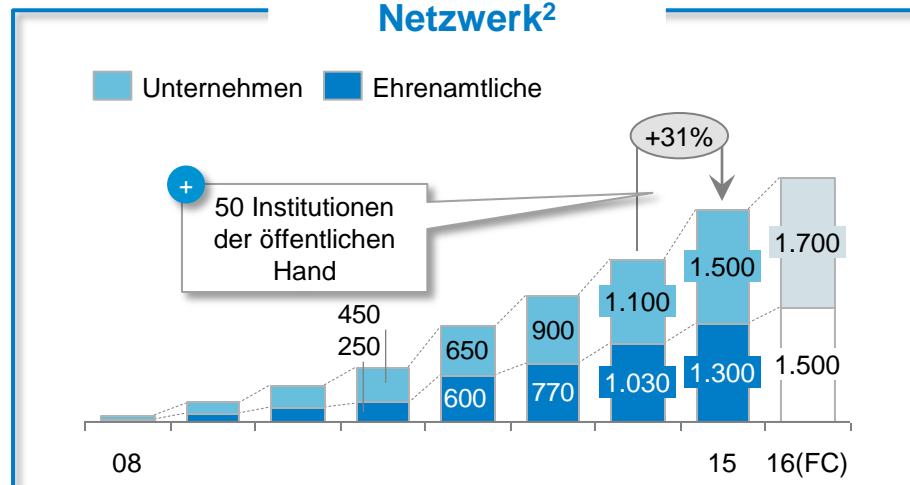 Netzwerk²
Unternehmen
Ehrenamtliche
+31%
+
50 Institutionen
der öffentlichen
Hand
450
250
650
600
900
770
1.100
1.030
1.500
1.300
1.700
1.500
08
15
16(FC)